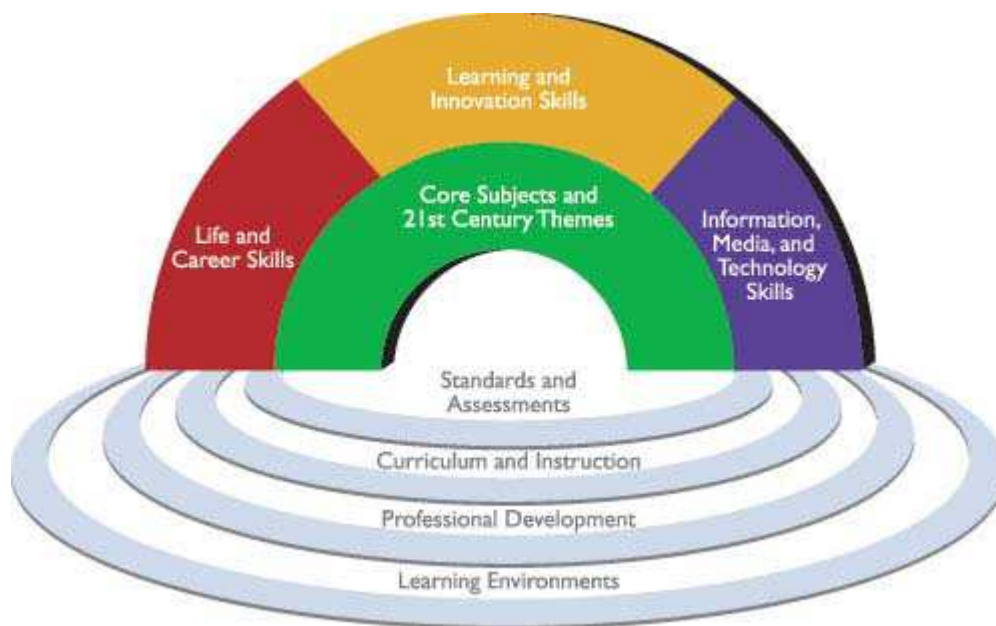 Learning and
Innovation Skills
Core Subjects and
21st Century Themes
Life and
Career Skills
Information,
Media, and
Technology
Skills
Standards and
Assessments
Curriculum and Instruction
Professional Development
Learning Environments